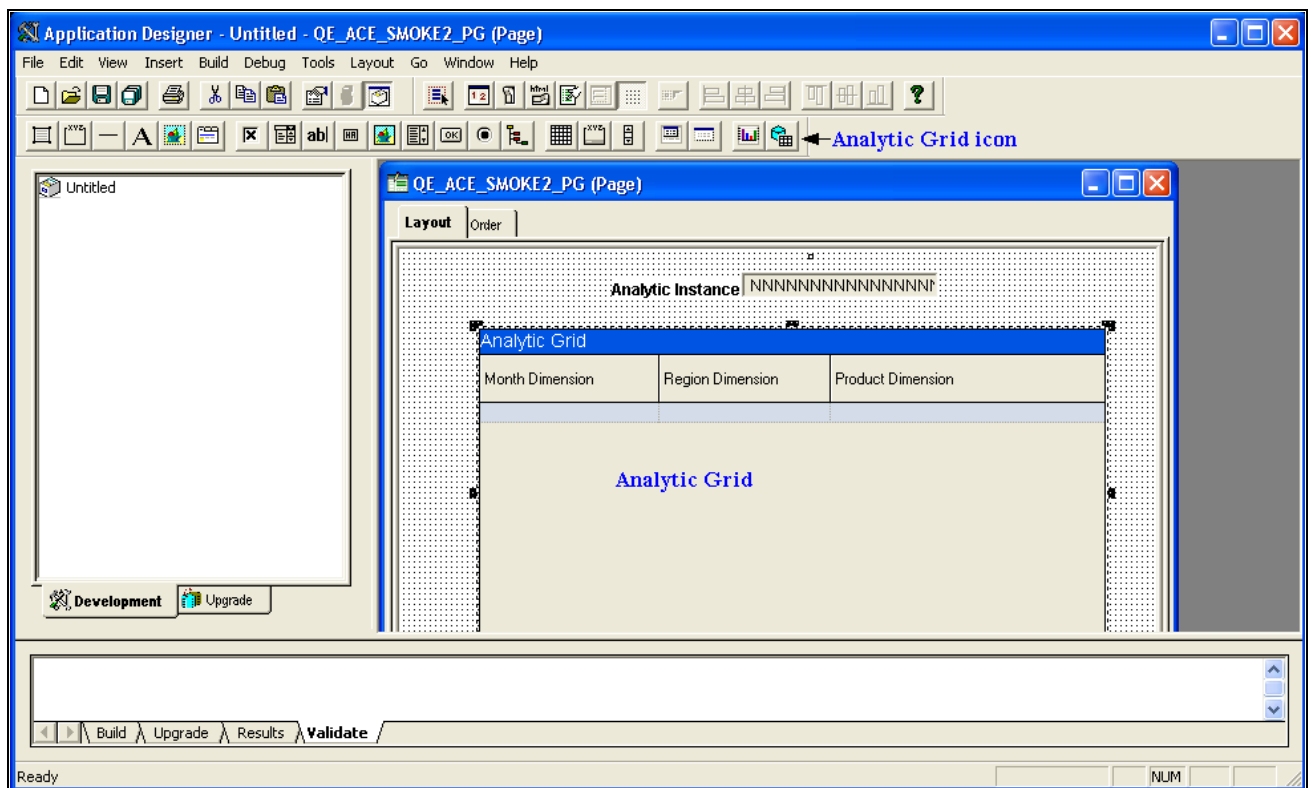 Application Designer - Untitled - QE_ACE_SMOKE2_PG (Page)
File Edit View Insert Build Debug Tools Layout Go Window Help
Analytic Grid icon
Untitled
QE_ACE_SMOKE2_PG (Page)
Layout Order
Analytic Instance NNNNNNNNNNNNNNNN
Analytic Grid
Month Dimension Region Dimension Product Dimension
Analytic Grid
Development Upgrade
Build Upgrade Results Validate
Ready NUM